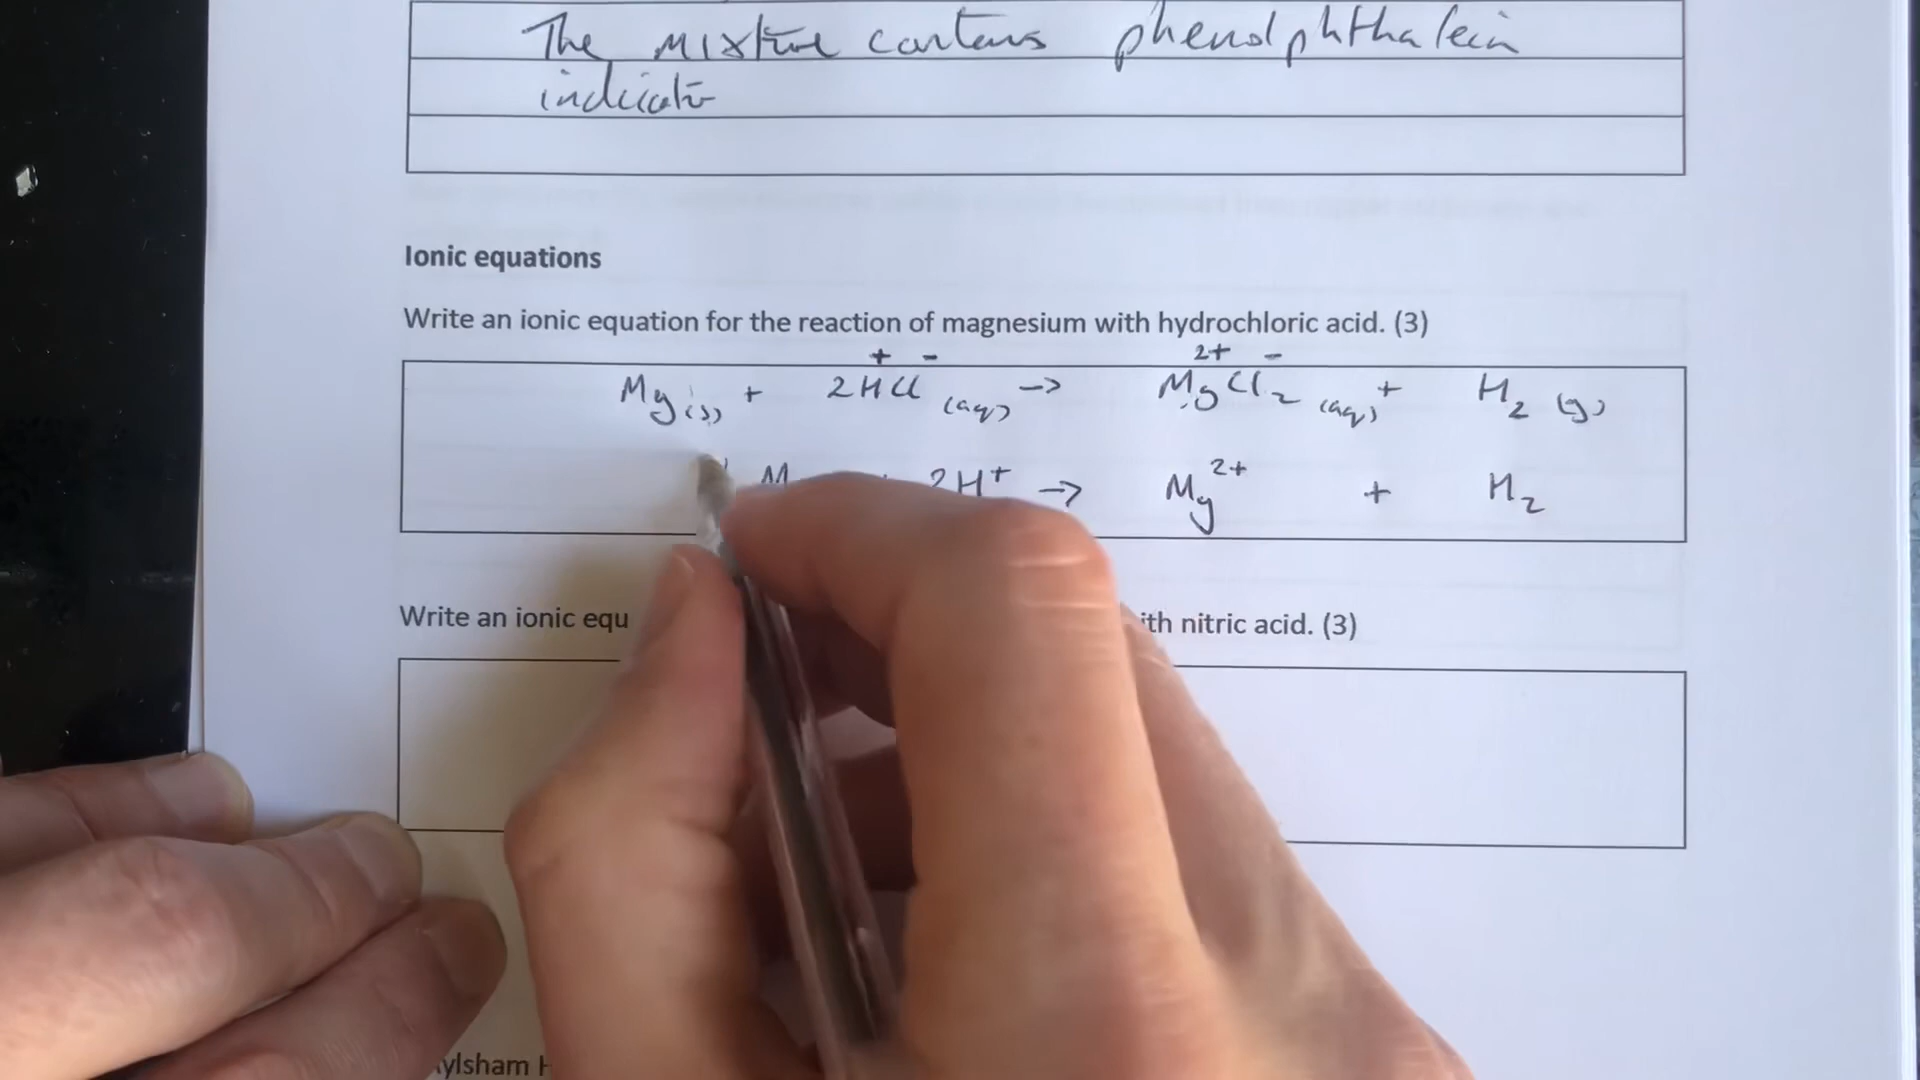 The mixture contains phenolphthalein
indicator
Ionic equations
Write an ionic equation for the reaction of magnesium with hydrochloric acid. (3)
+ - 2+ -
Mg(s) + 2HCl (aq) -> MgCl2 (aq) + H2 (g)
2H+ -> Mg2+ + H2
Write an ionic equ ith nitric acid. (3)
ylsham H